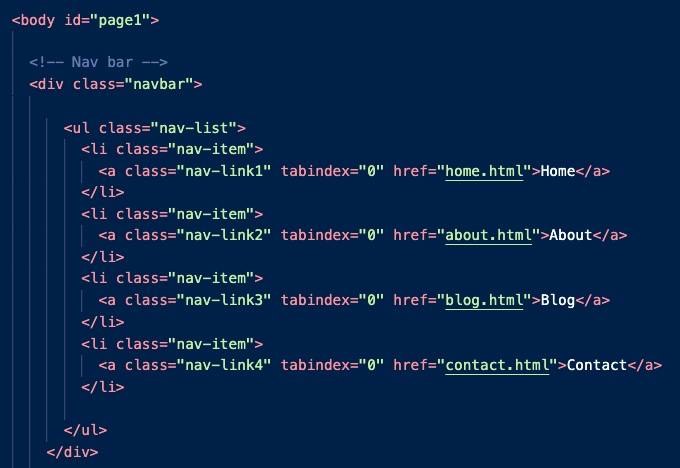 <body id="page1">
<!-- Nav bar -->
<div class="navbar">
<ul class="nav-list">
<li class="nav-item">
<a class="nav-link1" tabindex="0" href="home.html">Home</a>
</li>
<li class="nav-item">
<a class="nav-link2" tabindex="0" href="about.html">About</a>
</li>
<li class="nav-item">
<a class="nav-link3" tabindex="0" href="blog.html">Blog</a>
</li>
<li class="nav-item">
<a class="nav-link4" tabindex="0" href="contact.html">Contact</a>
</li>
</ul>
</div>